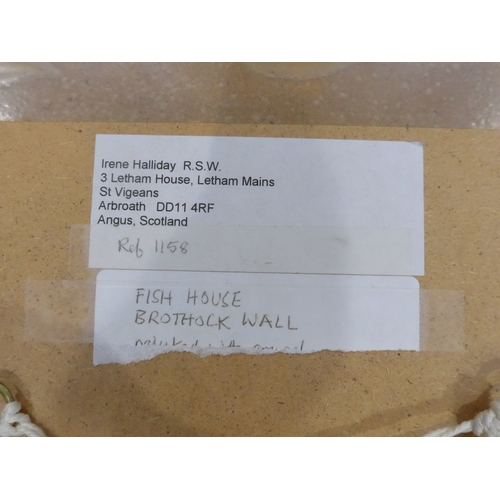 Irene Halliday R.S.W.
3 Letham House, Letham Mains
St Vigeans
Arbroath DD11 4RF
Angus, Scotland
Ref 1158
FISH HOUSE
BROTHOCK WALL